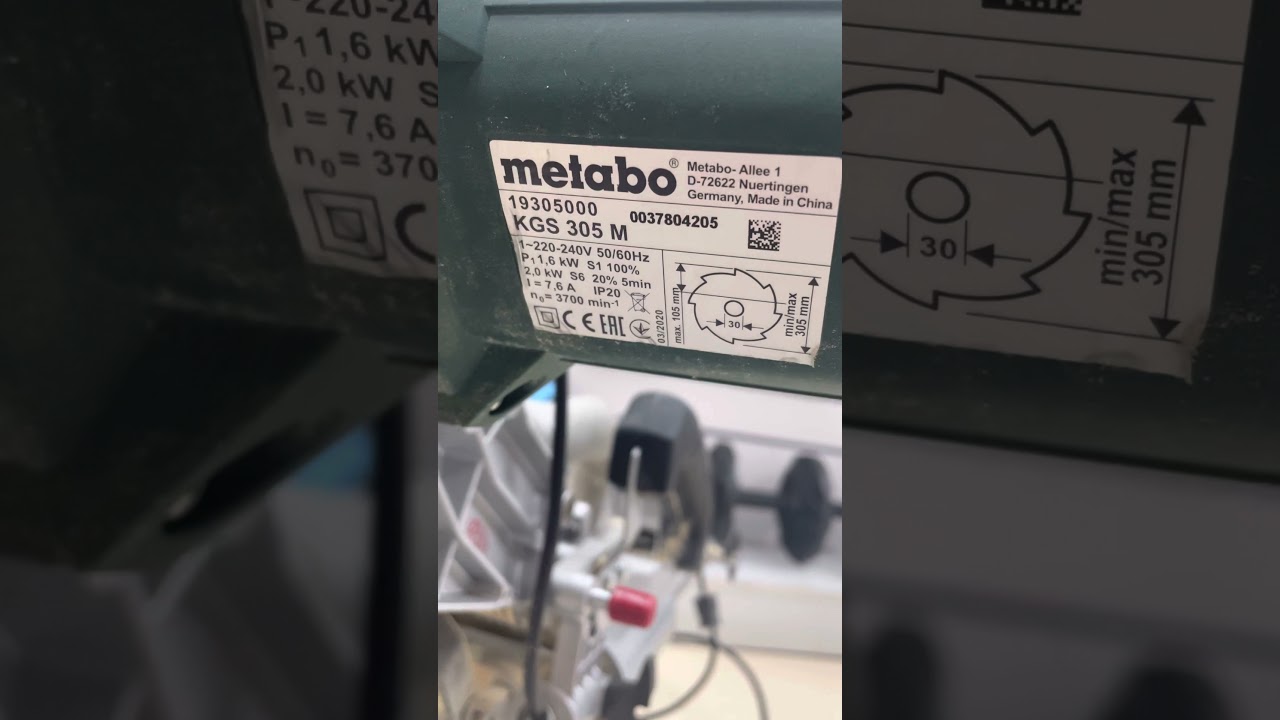 metabo®
Metabo- Allee 1
D-72622 Nuertingen
Germany, Made in China
19305000
KGS 305 M
0037804205
1~220-240V 50/60Hz
P₁ 1,6 kW S1 100%
2,0 kW S6 20% 5min
I = 7,6 A IP20
n₀= 3700 min⁻¹
CE EAC
03/2020
max. 105 mm
30
min/max
305 mm
P₁ 1,6 kW
2,0 kW S
I = 7,6 A
n₀= 3700
30
min/max
305 mm